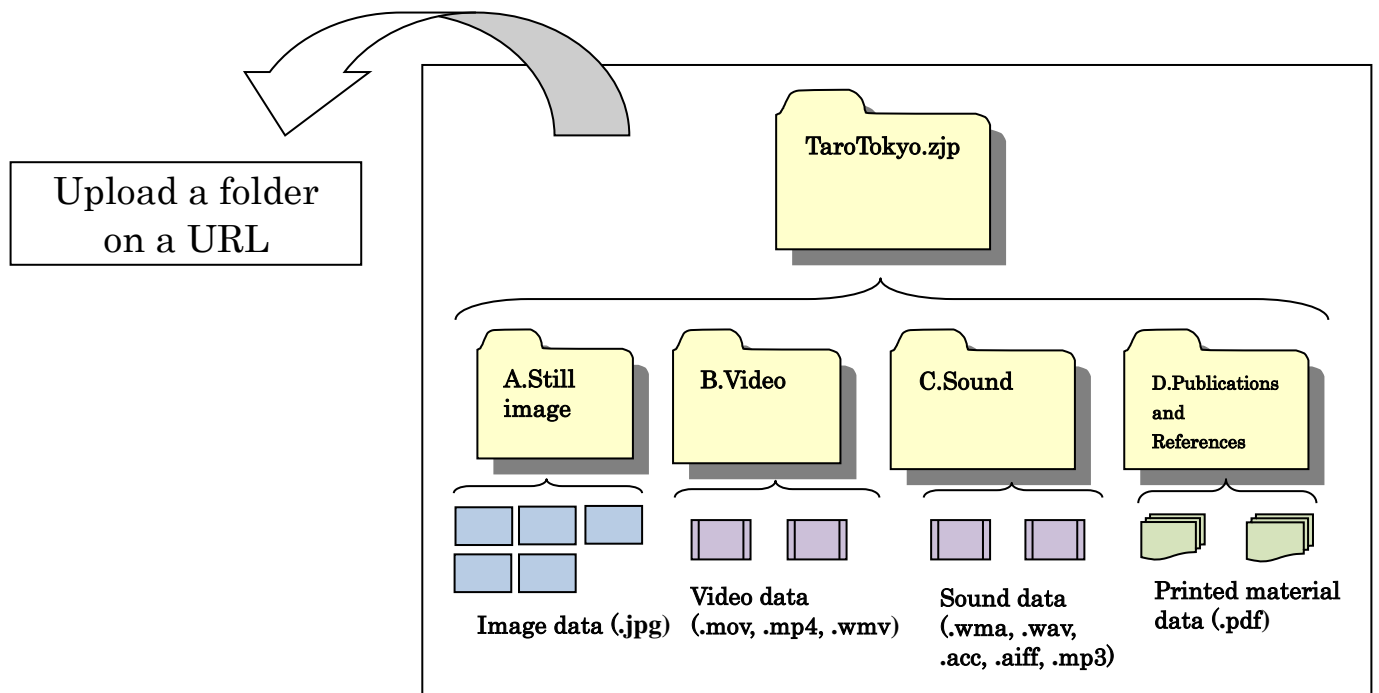 Upload a folder
on a URL
TaroTokyo.zjp
A.Still
image
B.Video
C.Sound
D.Publications
and
References
Image data (.jpg)
Video data
(.mov, .mp4, .wmv)
Sound data
(.wma, .wav,
.acc, .aiff, .mp3)
Printed material
data (.pdf)